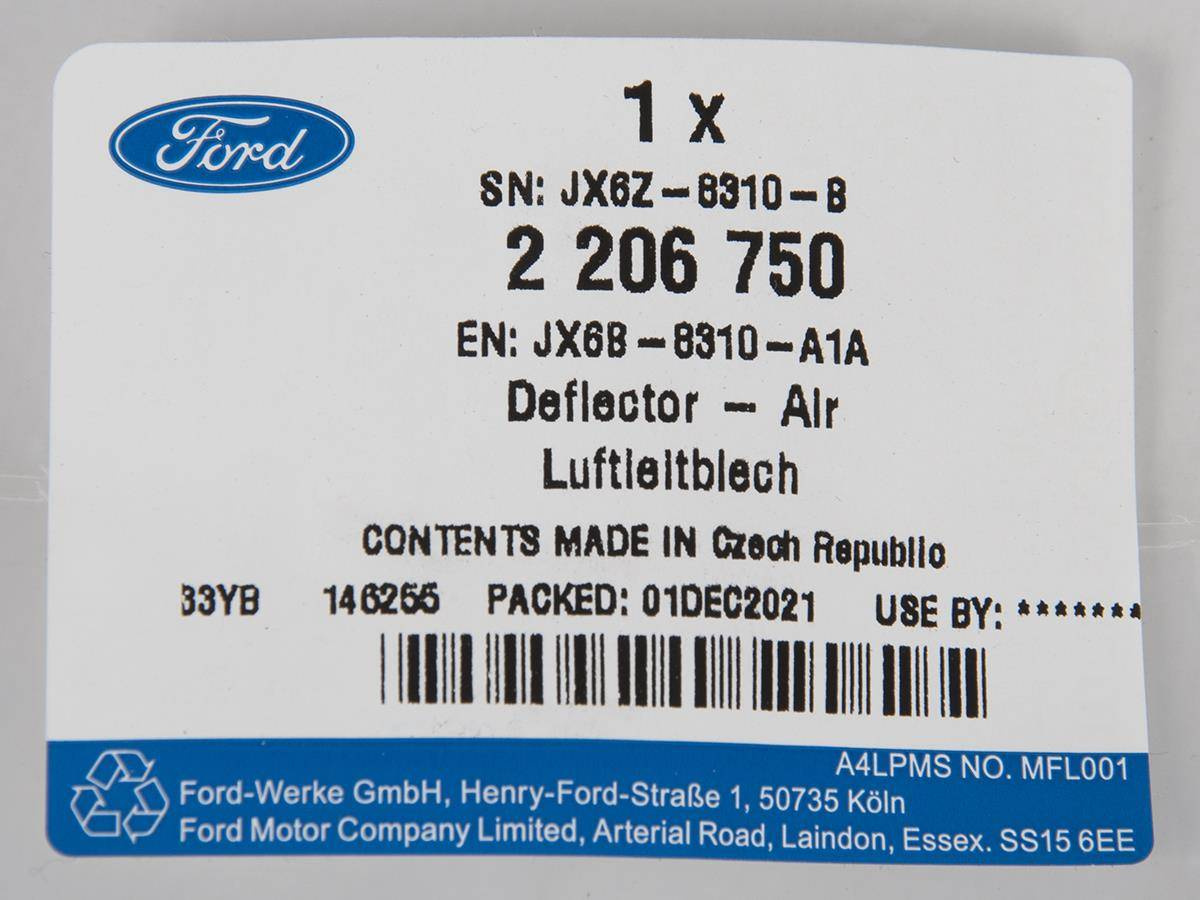 Ford
1 x
SN: JX6Z-8310-B
2 206 750
EN: JX6B-8310-A1A
Deflector - Air
Luftleitblech
CONTENTS MADE IN Czech Republic
33YB 146255 PACKED: 01DEC2021 USE BY: *******
A4LPMS NO. MFL001
Ford-Werke GmbH, Henry-Ford-Straße 1, 50735 Köln
Ford Motor Company Limited, Arterial Road, Laindon, Essex. SS15 6EE